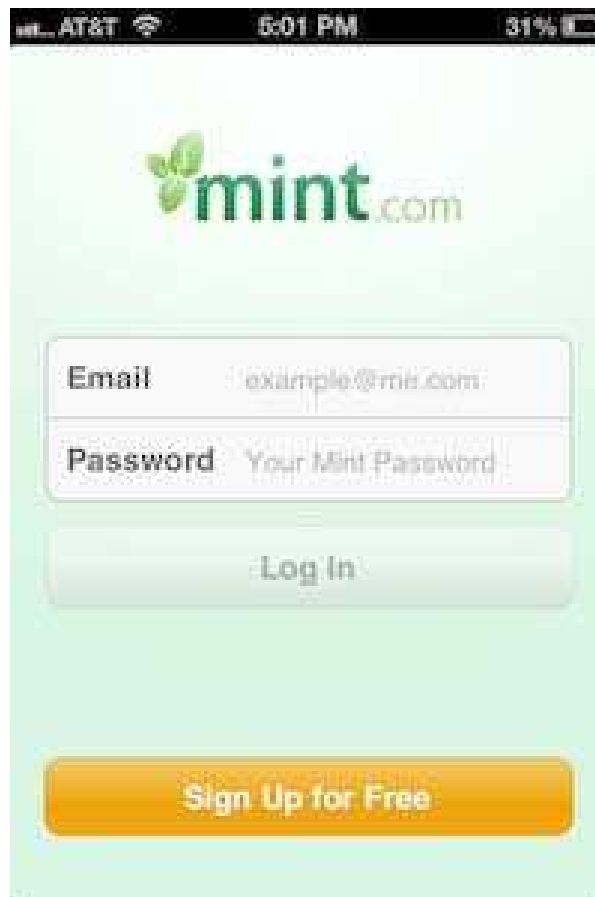 AT&T 5:01 PM 31%
mint.com
Email example@me.com
Password Your Mint Password
Log In
Sign Up for Free